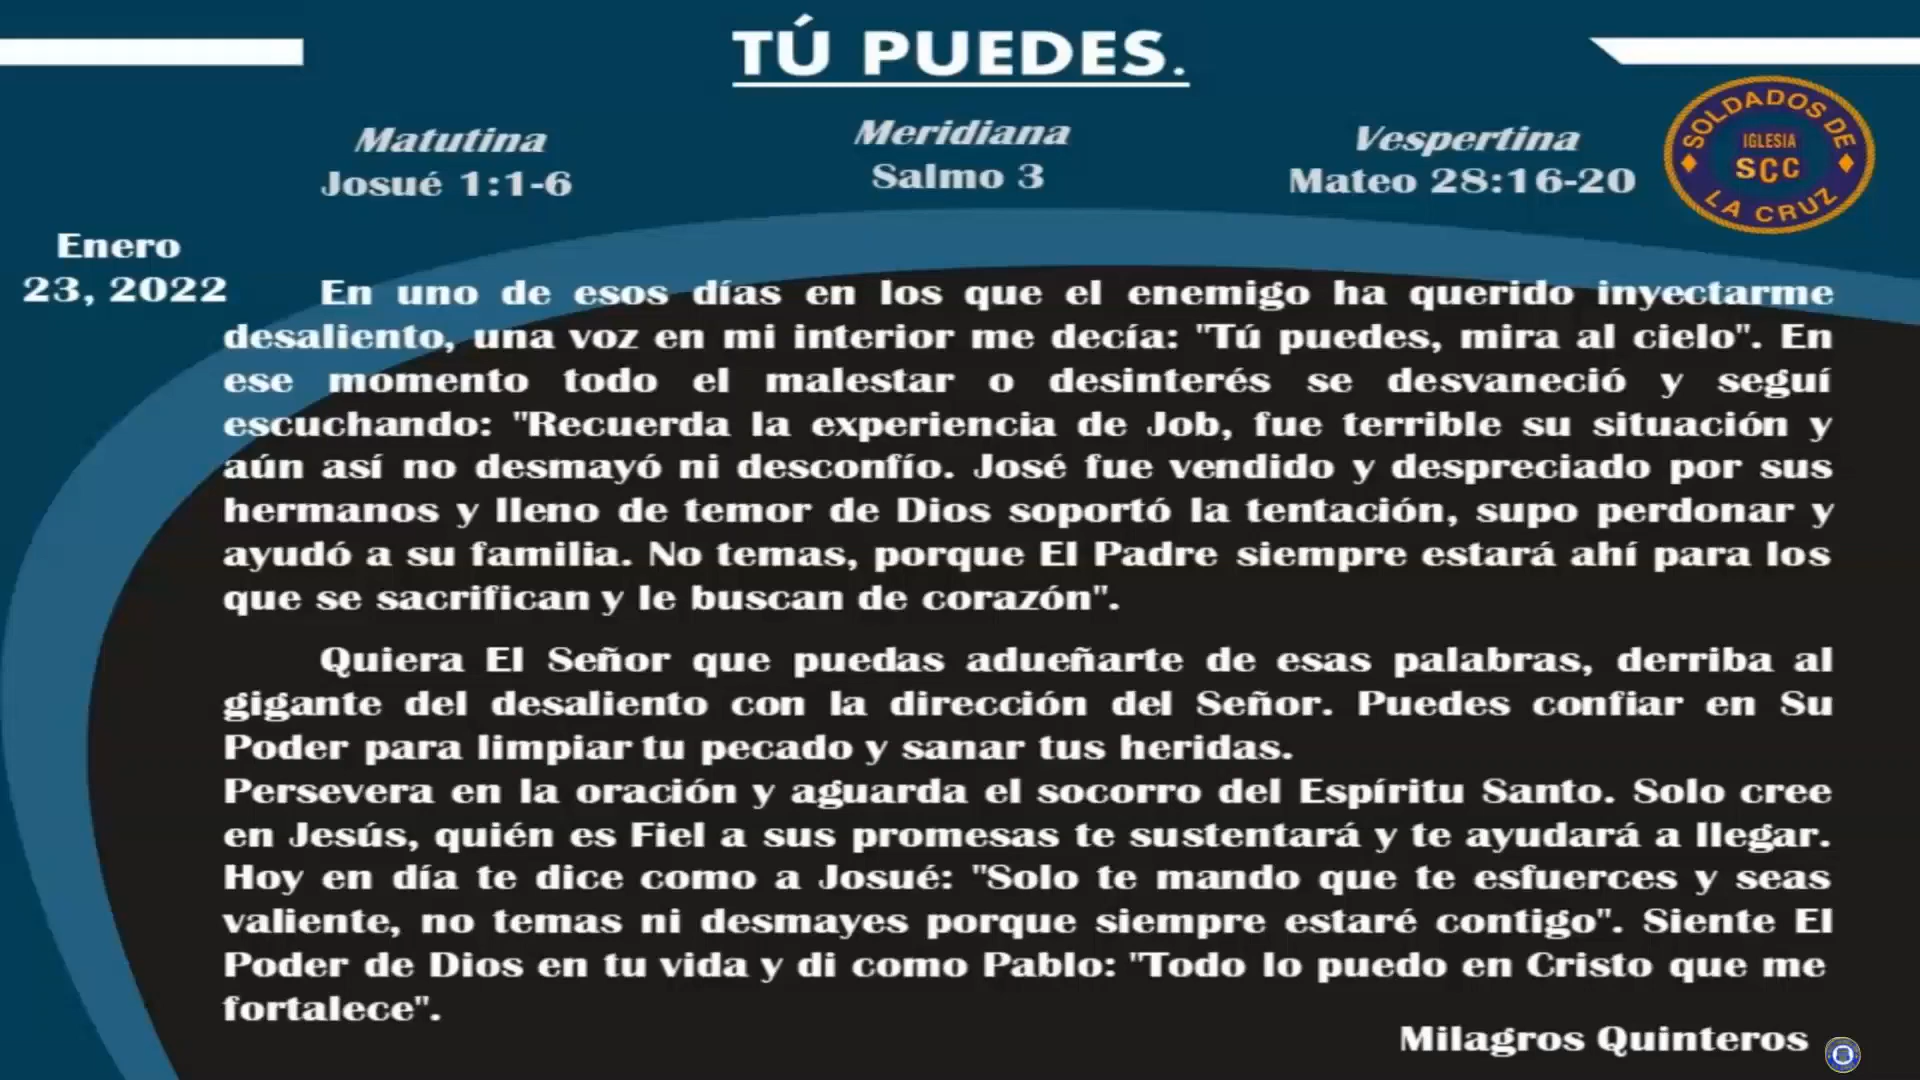 TÚ PUEDES.
Matutina
Josué 1:1-6
Meridiana
Salmo 3
Vespertina
Mateo 28:16-20
SOLDADOS DE
IGLESIA
SCC
LA CRUZ
Enero
23, 2022
En uno de esos días en los que el enemigo ha querido inyectarme
desaliento, una voz en mi interior me decía: "Tú puedes, mira al cielo". En
ese momento todo el malestar o desinterés se desvaneció y seguí
escuchando: "Recuerda la experiencia de Job, fue terrible su situación y
aún así no desmayó ni desconfío. José fue vendido y despreciado por sus
hermanos y lleno de temor de Dios soportó la tentación, supo perdonar y
ayudó a su familia. No temas, porque El Padre siempre estará ahí para los
que se sacrifican y le buscan de corazón".
Quiera El Señor que puedas adueñarte de esas palabras, derriba al
gigante del desaliento con la dirección del Señor. Puedes confiar en Su
Poder para limpiar tu pecado y sanar tus heridas.
Persevera en la oración y aguarda el socorro del Espíritu Santo. Solo cree
en Jesús, quién es Fiel a sus promesas te sustentará y te ayudará a llegar.
Hoy en día te dice como a Josué: "Solo te mando que te esfuerces y seas
valiente, no temas ni desmayes porque siempre estaré contigo". Siente El
Poder de Dios en tu vida y di como Pablo: "Todo lo puedo en Cristo que me
fortalece".
Milagros Quinteros